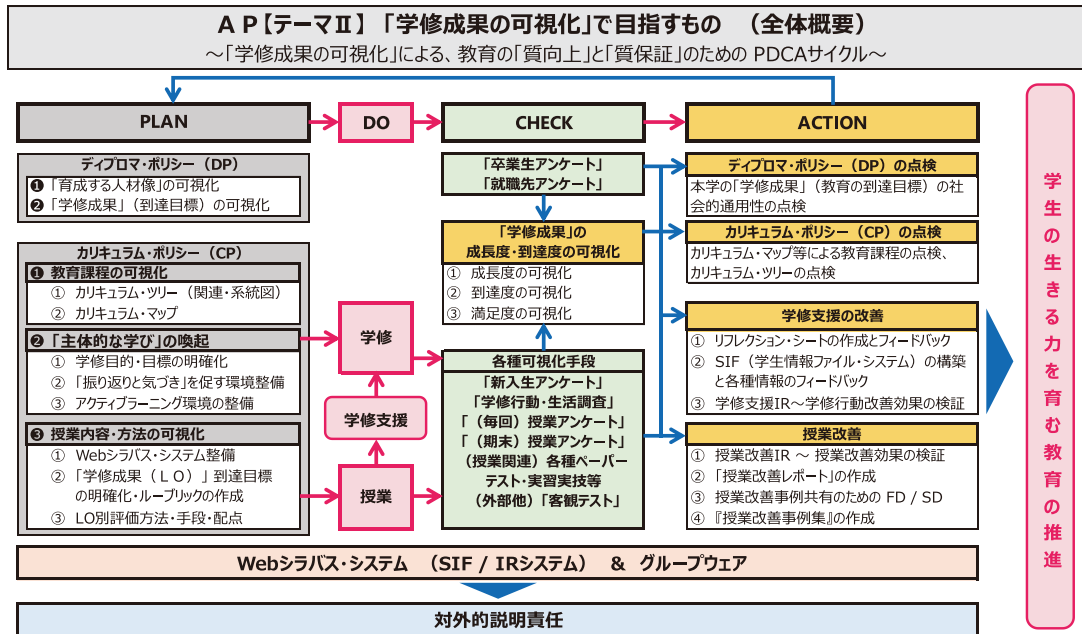 ＡＰ【テーマⅡ】「学修成果の可視化」で目指すもの （全体概要）
～「学修成果の可視化」による、教育の「質向上」と「質保証」のための PDCAサイクル～
PLAN
DO
CHECK
ACTION
ディプロマ・ポリシー（DP）
❶「育成する人材像」の可視化
❷「学修成果」（到達目標）の可視化
カリキュラム・ポリシー（CP）
❶ 教育課程の可視化
① カリキュラム・ツリー（関連・系統図）
② カリキュラム・マップ
❷「主体的な学び」の喚起
① 学修目的・目標の明確化
② 「振り返りと気づき」を促す環境整備
③ アクティブラーニング環境の整備
❸ 授業内容・方法の可視化
① Webシラバス・システム整備
② 「学修成果（ＬＯ）」到達目標
の明確化・ルーブリックの作成
③ LO別評価方法・手段・配点
学修
学修支援
授業
「卒業生アンケート」
「就職先アンケート」
「学修成果」の
成長度・到達度の可視化
① 成長度の可視化
② 到達度の可視化
③ 満足度の可視化
各種可視化手段
「新入生アンケート」
「学修行動・生活調査」
「（毎回）授業アンケート」
「（期末）授業アンケート」
（授業関連）各種ペーパー
テスト・実習実技等
（外部他）「客観テスト」
ディプロマ・ポリシー（DP）の点検
本学の「学修成果」（教育の到達目標）の社
会的通用性の点検
カリキュラム・ポリシー（CP）の点検
カリキュラム・マップ等による教育課程の点検、
カリキュラム・ツリーの点検
学修支援の改善
① リフレクション・シートの作成とフィードバック
② SIF（学生情報ファイル・システム）の構築
と各種情報のフィードバック
③ 学修支援IR～学修行動改善効果の検証
授業改善
① 授業改善IR ～ 授業改善効果の検証
② 「授業改善レポート」の作成
③ 授業改善事例共有のための FD / SD
④ 『授業改善事例集』の作成
学生の生きる力を育む教育の推進
Webシラバス・システム （SIF / IRシステム） & グループウェア
対外的説明責任